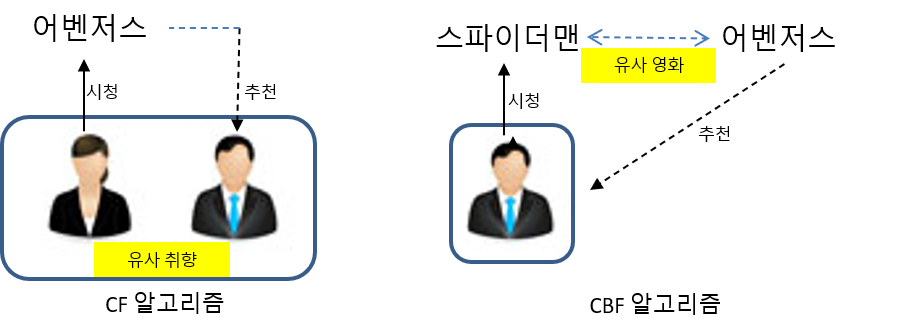 어벤저스
시청
추천
유사 취향
CF 알고리즘
스파이더맨
어벤저스
유사 영화
시청
추천
CBF 알고리즘